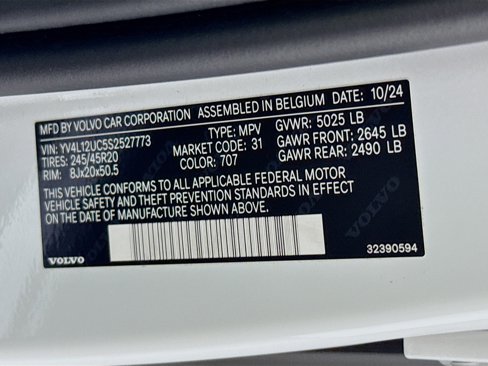 MFD BY VOLVO CAR CORPORATION ASSEMBLED IN BELGIUM DATE: 10/24
VIN: YV4L12UC5S2527773 TYPE: MPV GVWR: 5025 LB
TIRES: 245/45R20 MARKET CODE: 31 GAWR FRONT: 2645 LB
RIM: 8Jx20x50.5 COLOR: 707 GAWR REAR: 2490 LB
THIS VEHICLE CONFORMS TO ALL APPLICABLE FEDERAL MOTOR
VEHICLE SAFETY AND THEFT PREVENTION STANDARDS IN EFFECT
ON THE DATE OF MANUFACTURE SHOWN ABOVE.
VOLVO 32390594